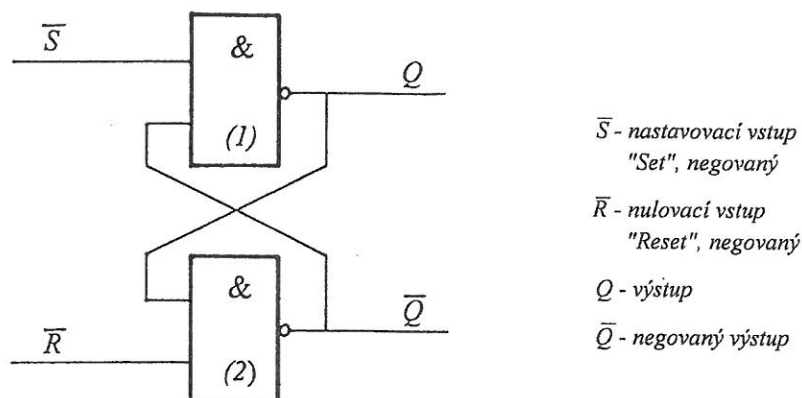 S̅
&
Q
(1)
S̅ - nastavovací vstup
"Set", negovaný
R̅ - nulovací vstup
"Reset", negovaný
Q - výstup
Q̅ - negovaný výstup
&
Q̅
R̅
(2)